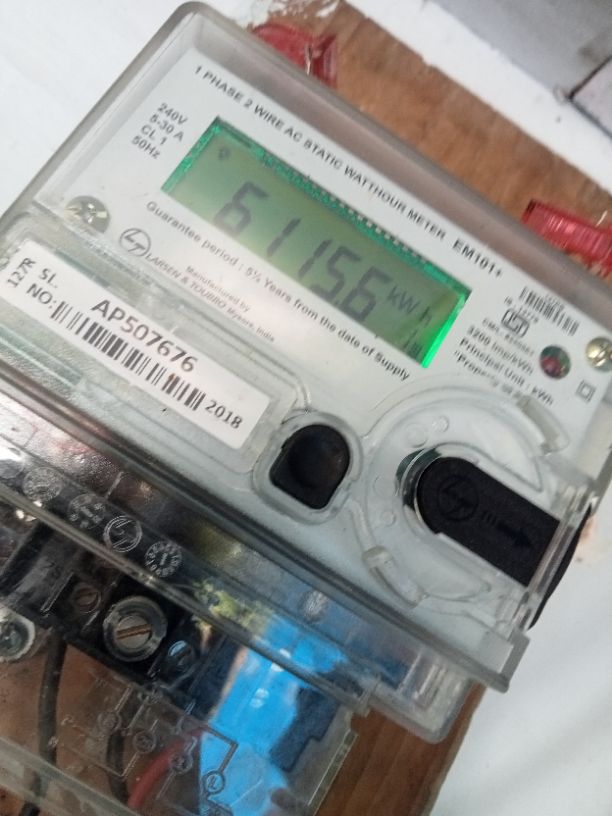 1 PHASE 2 WIRE AC STATIC WATTHOUR METER EM101+
240V
5-30 A
CL 1
50Hz
6115.6 kWh
Guarantee period : 5½ Years from the date of Supply
Manufactured by
LARSEN & TOUBRO Mysore, India
3200 imp/kWh
Principal Unit : kWh
SL.
NO:
AP507676
2018